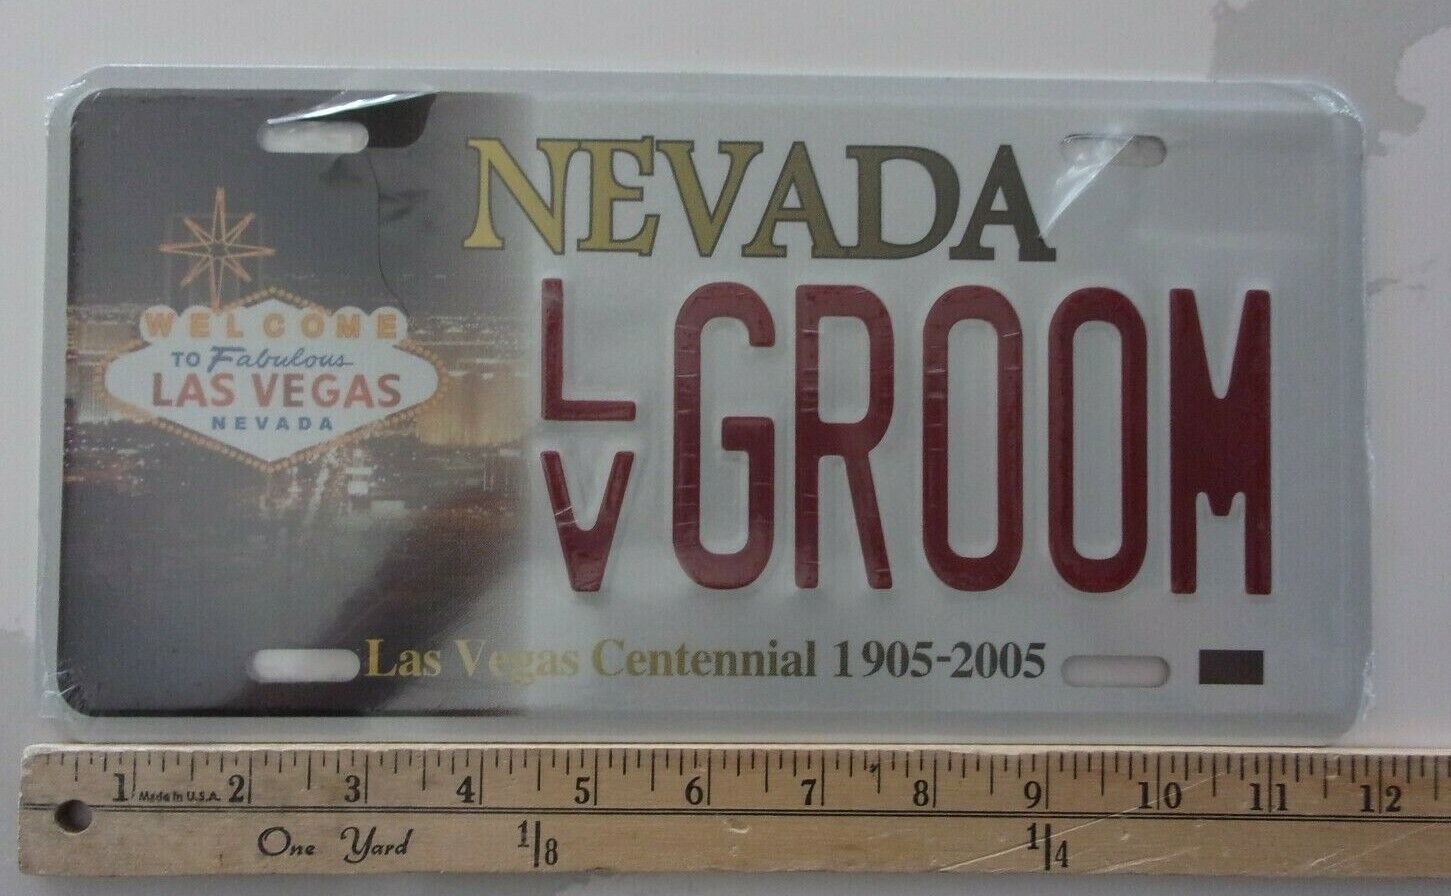 NEVADA
WELCOME
TO Fabulous
LAS VEGAS
NEVADA
LV GROOM
Las Vegas Centennial 1905-2005
1 2 3 4 5 6 7 8 9 10 11 12
Made in U.S.A.
One Yard 1/8 1/4